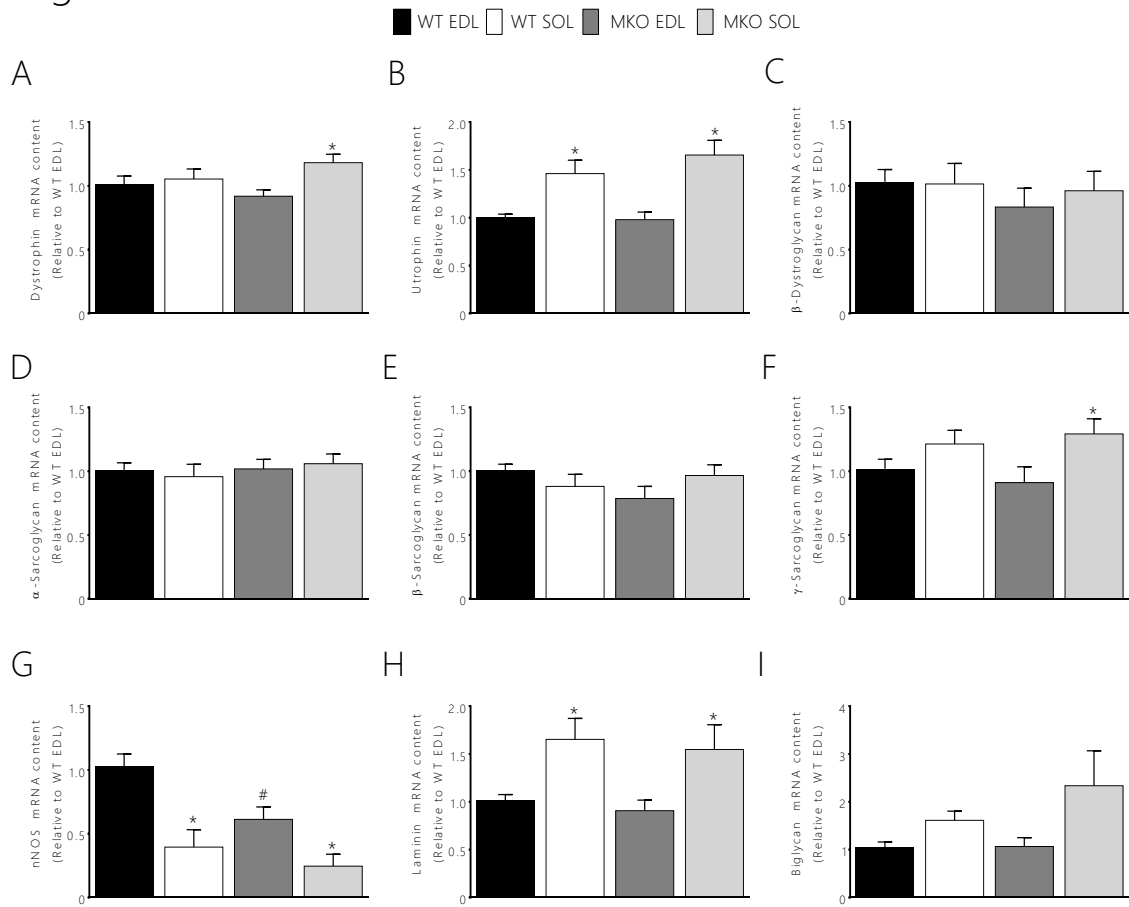 WT EDL WT SOL MKO EDL MKO SOL
A
Dystrophin mRNA content
(Relative to WT EDL)
1.5
1.0
0.5
0
*
B
Utrophin mRNA content
(Relative to WT EDL)
2.0
1.5
1.0
0.5
0
*
*
C
β-Dystroglycan mRNA content
(Relative to WT EDL)
1.5
1.0
0.5
0
D
α-Sarcoglycan mRNA content
(Relative to WT EDL)
1.5
1.0
0.5
0
E
β-Sarcoglycan mRNA content
(Relative to WT EDL)
1.5
1.0
0.5
0
F
γ-Sarcoglycan mRNA content
(Relative to WT EDL)
1.5
1.0
0.5
0
*
G
nNOS mRNA content
(Relative to WT EDL)
1.5
1.0
0.5
0
*
#
*
H
Laminin mRNA content
(Relative to WT EDL)
2.0
1.5
1.0
0.5
0
*
*
I
Biglycan mRNA content
(Relative to WT EDL)
4
3
2
1
0